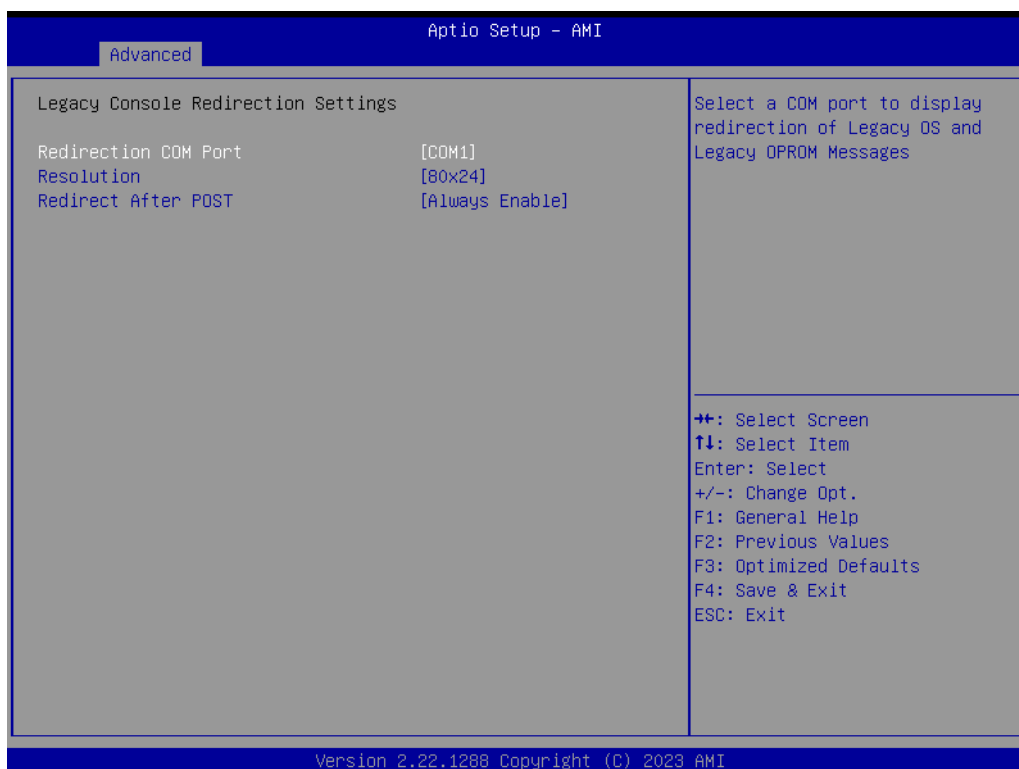 Aptio Setup - AMI
Advanced
Legacy Console Redirection Settings
Redirection COM Port [COM1]
Resolution [80x24]
Redirect After POST [Always Enable]
Select a COM port to display
redirection of Legacy OS and
Legacy OPROM Messages
→←: Select Screen
↑↓: Select Item
Enter: Select
+/-: Change Opt.
F1: General Help
F2: Previous Values
F3: Optimized Defaults
F4: Save & Exit
ESC: Exit
Version 2.22.1288 Copyright (C) 2023 AMI